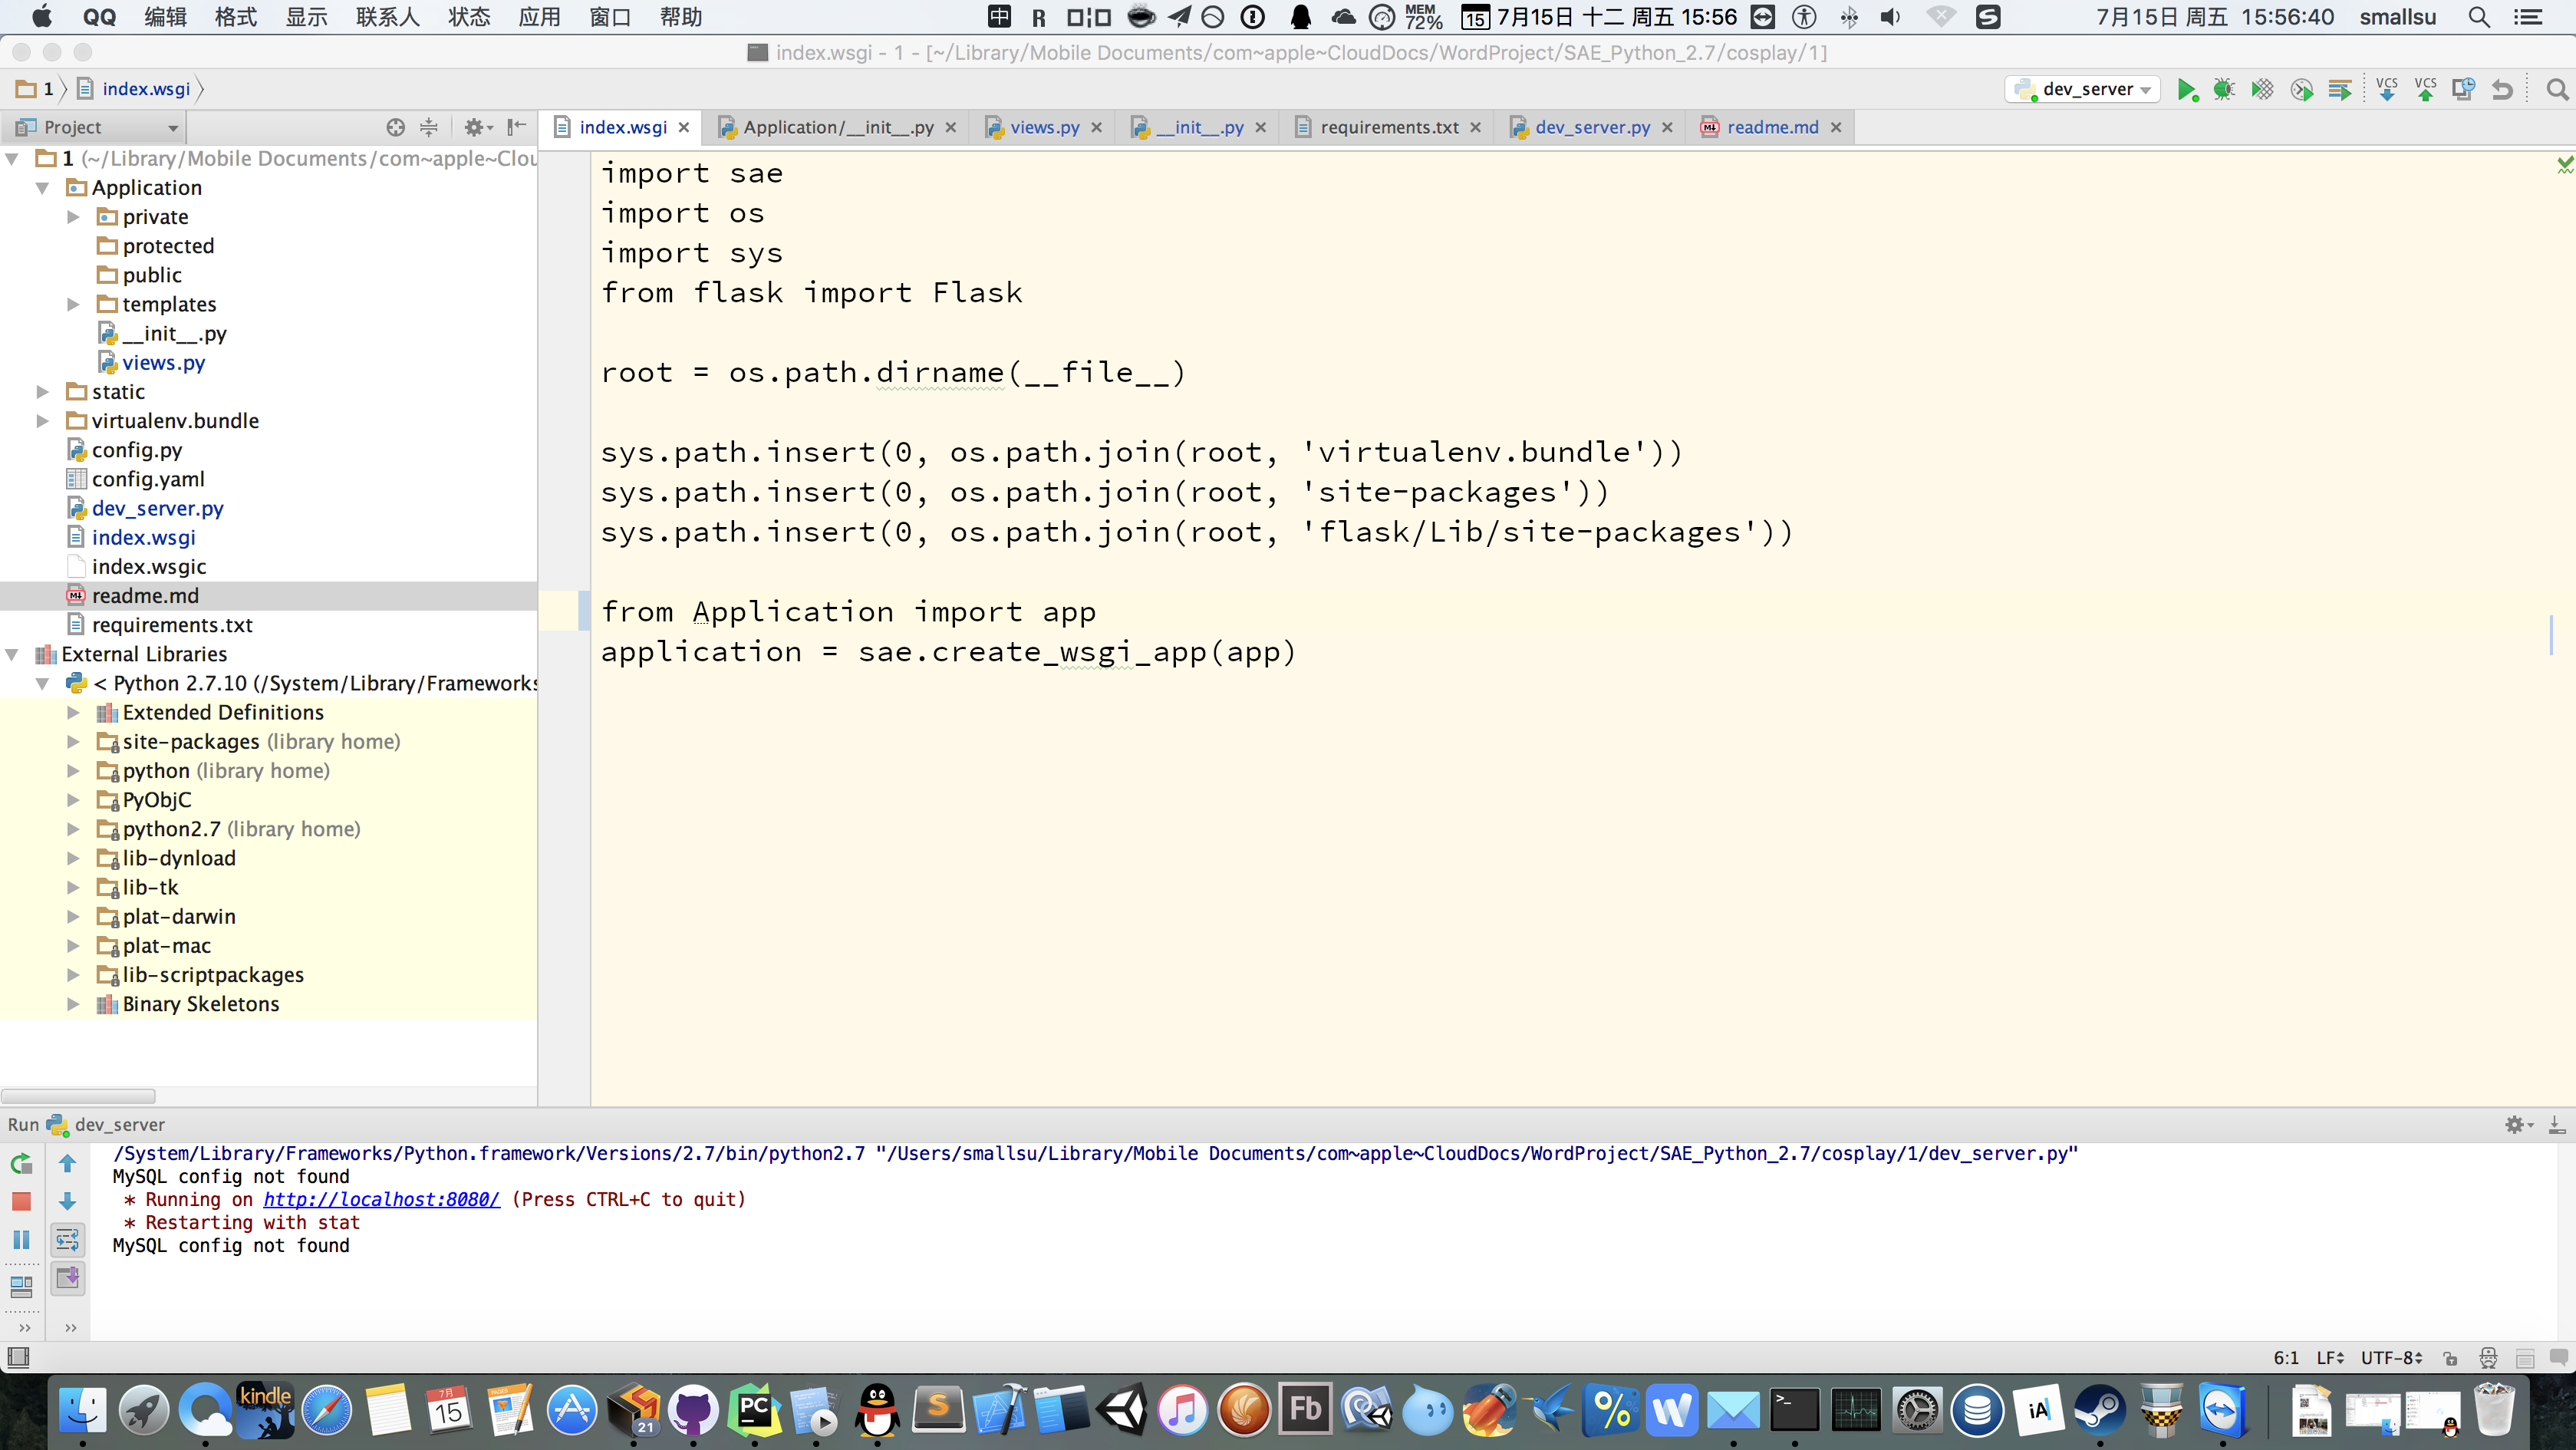 QQ 编辑 格式 显示 联系人 状态 应用 窗口 帮助
中 R MEM 72% 15 7月15日 十二 周五 15:56 S 7月15日 周五 15:56:40 smallsu
index.wsgi - 1 - [~/Library/Mobile Documents/com~apple~CloudDocs/WordProject/SAE_Python_2.7/cosplay/1]
1 index.wsgi dev_server VCS VCS
Project
index.wsgi Application/__init__.py views.py __init__.py requirements.txt dev_server.py readme.md
1 (~/Library/Mobile Documents/com~apple~Clou
Application
private
protected
public
templates
__init__.py
views.py
static
virtualenv.bundle
config.py
config.yaml
dev_server.py
index.wsgi
index.wsgic
readme.md
requirements.txt
External Libraries
< Python 2.7.10 (/System/Library/Frameworks
Extended Definitions
site-packages (library home)
python (library home)
PyObjC
python2.7 (library home)
lib-dynload
lib-tk
plat-darwin
plat-mac
lib-scriptpackages
Binary Skeletons
import sae
import os
import sys
from flask import Flask
root = os.path.dirname(__file__)
sys.path.insert(0, os.path.join(root, 'virtualenv.bundle'))
sys.path.insert(0, os.path.join(root, 'site-packages'))
sys.path.insert(0, os.path.join(root, 'flask/Lib/site-packages'))
from Application import app
application = sae.create_wsgi_app(app)
Run dev_server
/System/Library/Frameworks/Python.framework/Versions/2.7/bin/python2.7 "/Users/smallsu/Library/Mobile Documents/com~apple~CloudDocs/WordProject/SAE_Python_2.7/cosplay/1/dev_server.py"
MySQL config not found
* Running on http://localhost:8080/ (Press CTRL+C to quit)
* Restarting with stat
MySQL config not found
6:1 LF UTF-8
kindle 7月 15 21 PC S Fb % W >_ iA